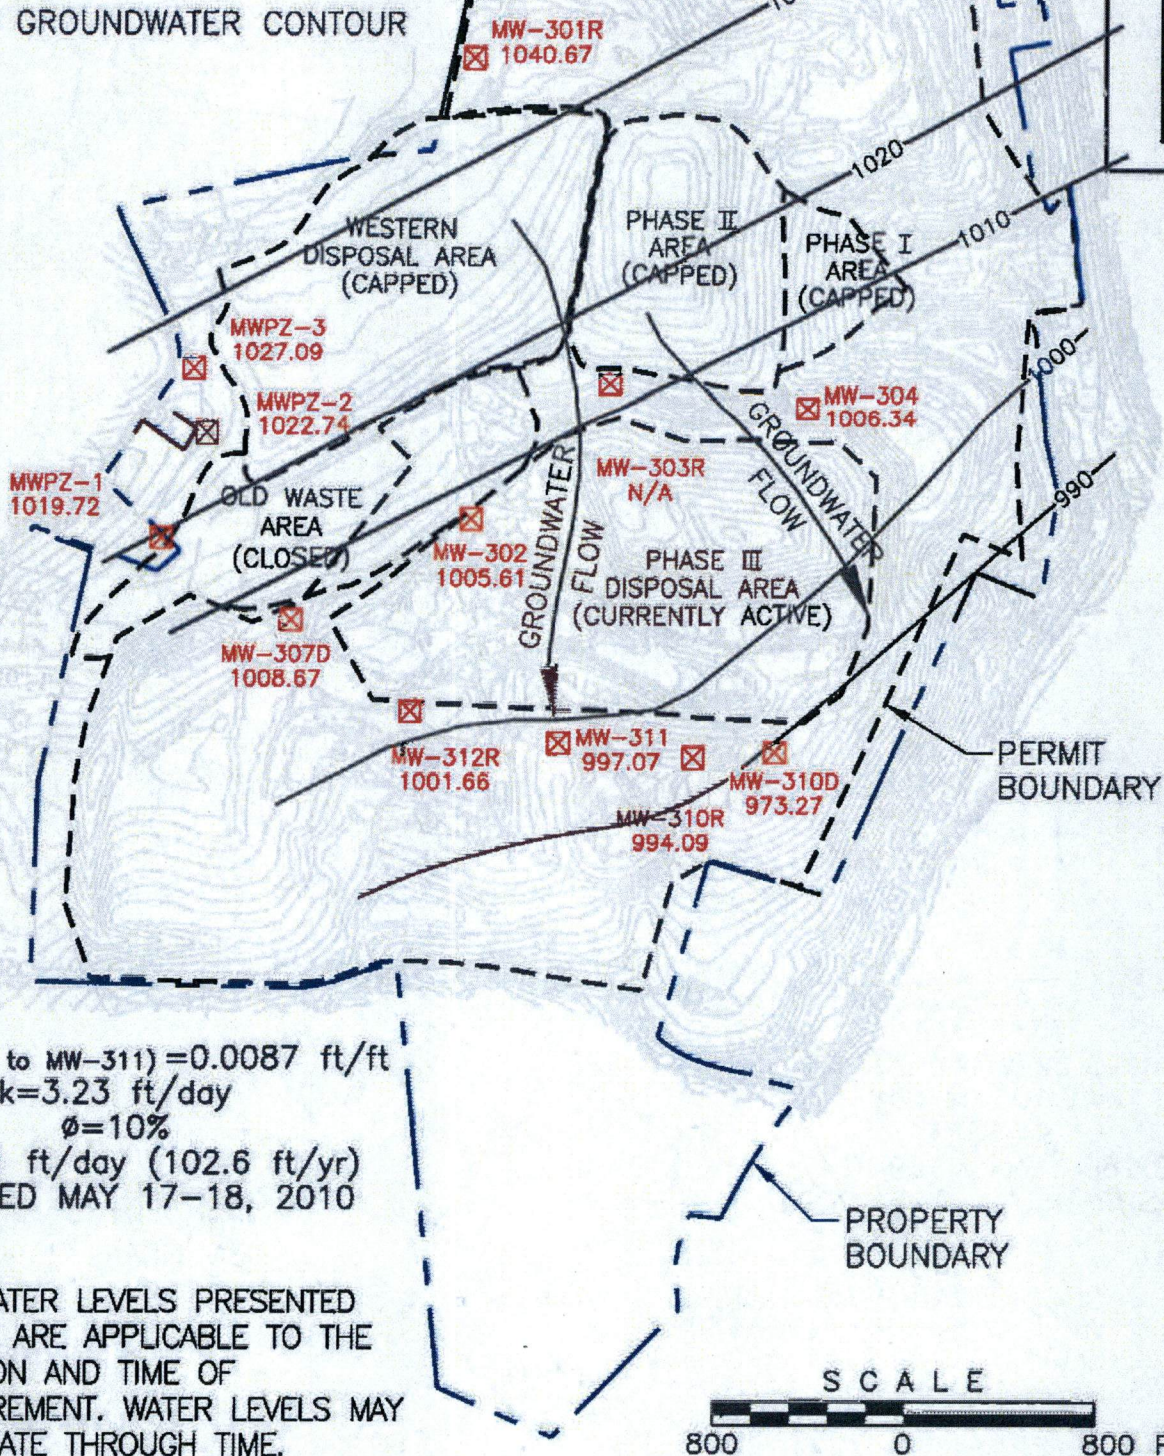 GROUNDWATER CONTOUR
MW-301R
1040.67
1020
1010
1000
990
WESTERN
DISPOSAL AREA
(CAPPED)
PHASE II
AREA
(CAPPED)
PHASE I
AREA
(CAPPED)
MWPZ-3
1027.09
MWPZ-2
1022.74
MWPZ-1
1019.72
OLD WASTE
AREA
(CLOSED)
MW-302
1005.61
MW-303R
N/A
MW-304
1006.34
GROUNDWATER
FLOW
GROUNDWATER
FLOW
PHASE III
DISPOSAL AREA
(CURRENTLY ACTIVE)
MW-307D
1008.67
MW-312R
1001.66
MW-311
997.07
MW-310R
994.09
MW-310D
973.27
PERMIT
BOUNDARY
to MW-311) =0.0087 ft/ft
k=3.23 ft/day
ø=10%
ft/day (102.6 ft/yr)
ED MAY 17-18, 2010
PROPERTY
BOUNDARY
ATER LEVELS PRESENTED
ARE APPLICABLE TO THE
ON AND TIME OF
REMENT. WATER LEVELS MAY
ATE THROUGH TIME.
SCALE
800 0 800